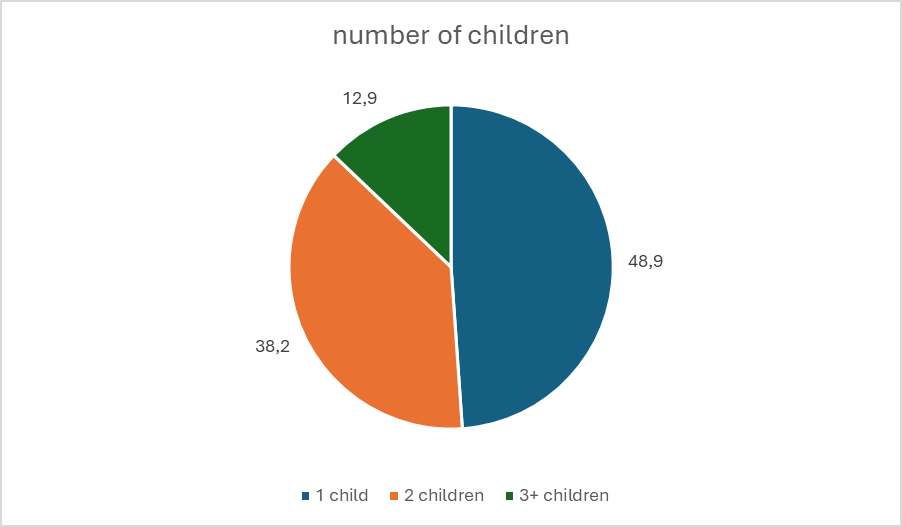 number of children
12,9
48,9
38,2
1 child
2 children
3+ children